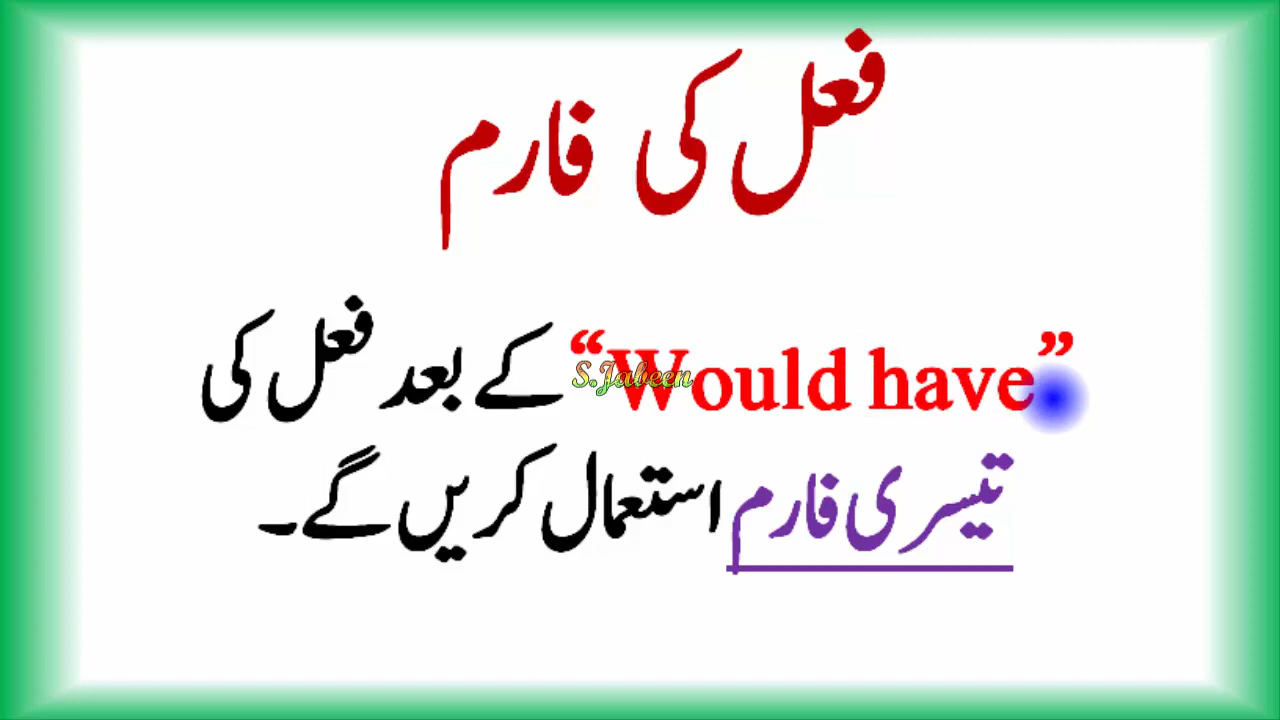 فعل کی فارم
“Would have” کے بعد فعل کی
تیسری فارم استعمال کریں گے۔
S.Jabeen